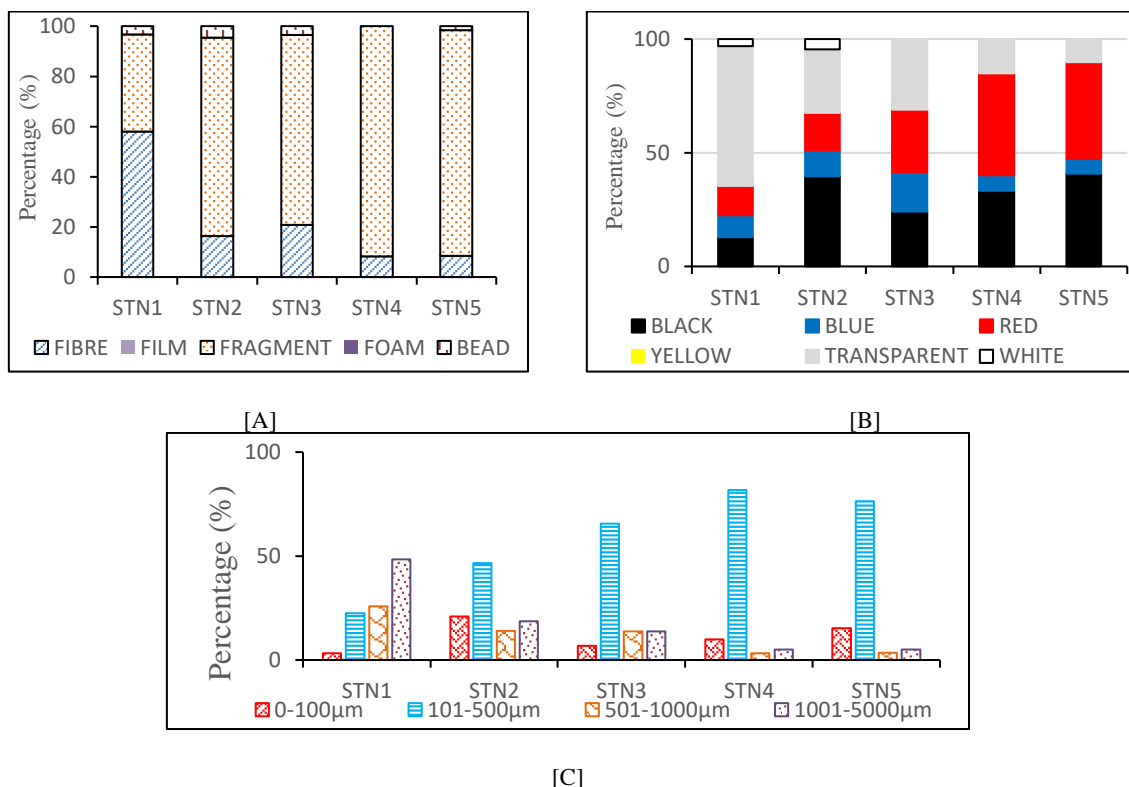 100
80
60
40
20
0
Percentage (%)
STN1 STN2 STN3 STN4 STN5
FIBRE FILM FRAGMENT FOAM BEAD
[A]
100
50
0
Percentage (%)
STN1 STN2 STN3 STN4 STN5
BLACK BLUE RED
YELLOW TRANSPARENT WHITE
[B]
100
50
0
Percentage (%)
STN1 STN2 STN3 STN4 STN5
0-100µm 101-500µm 501-1000µm 1001-5000µm
[C]